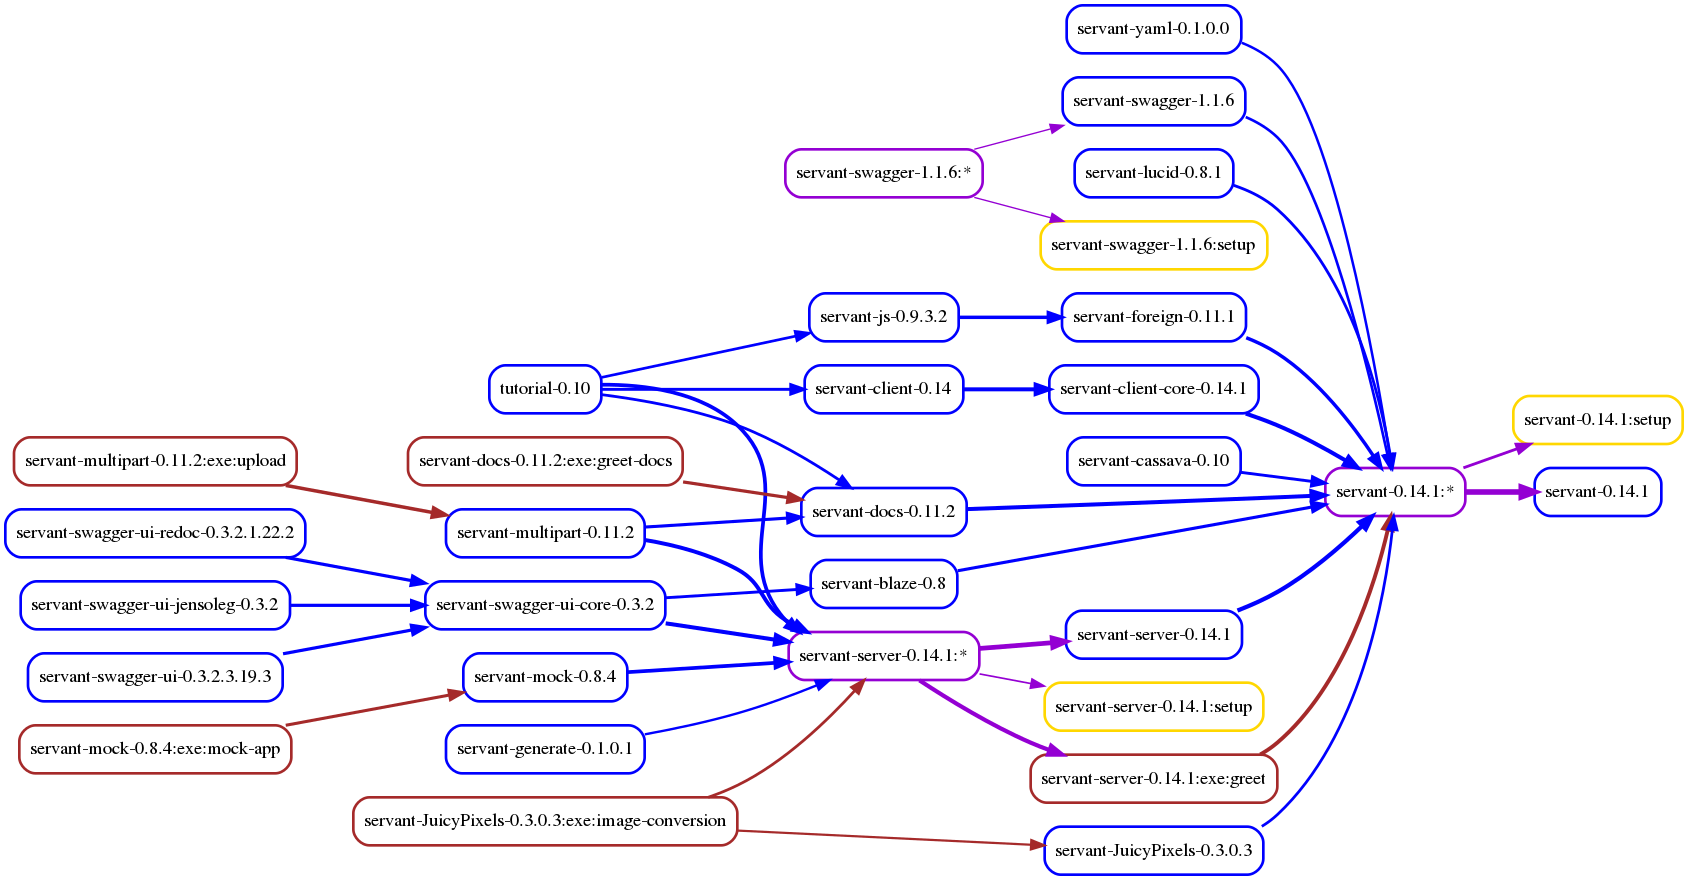 servant-yaml-0.1.0.0
servant-swagger-1.1.6
servant-swagger-1.1.6:*
servant-lucid-0.8.1
servant-swagger-1.1.6:setup
servant-js-0.9.3.2
servant-foreign-0.11.1
tutorial-0.10
servant-client-0.14
servant-client-core-0.14.1
servant-0.14.1:setup
servant-multipart-0.11.2:exe:upload
servant-docs-0.11.2:exe:greet-docs
servant-cassava-0.10
servant-0.14.1:*
servant-0.14.1
servant-docs-0.11.2
servant-swagger-ui-redoc-0.3.2.1.22.2
servant-multipart-0.11.2
servant-blaze-0.8
servant-swagger-ui-jensoleg-0.3.2
servant-swagger-ui-core-0.3.2
servant-server-0.14.1
servant-server-0.14.1:*
servant-swagger-ui-0.3.2.3.19.3
servant-mock-0.8.4
servant-server-0.14.1:setup
servant-mock-0.8.4:exe:mock-app
servant-generate-0.1.0.1
servant-server-0.14.1:exe:greet
servant-JuicyPixels-0.3.0.3:exe:image-conversion
servant-JuicyPixels-0.3.0.3